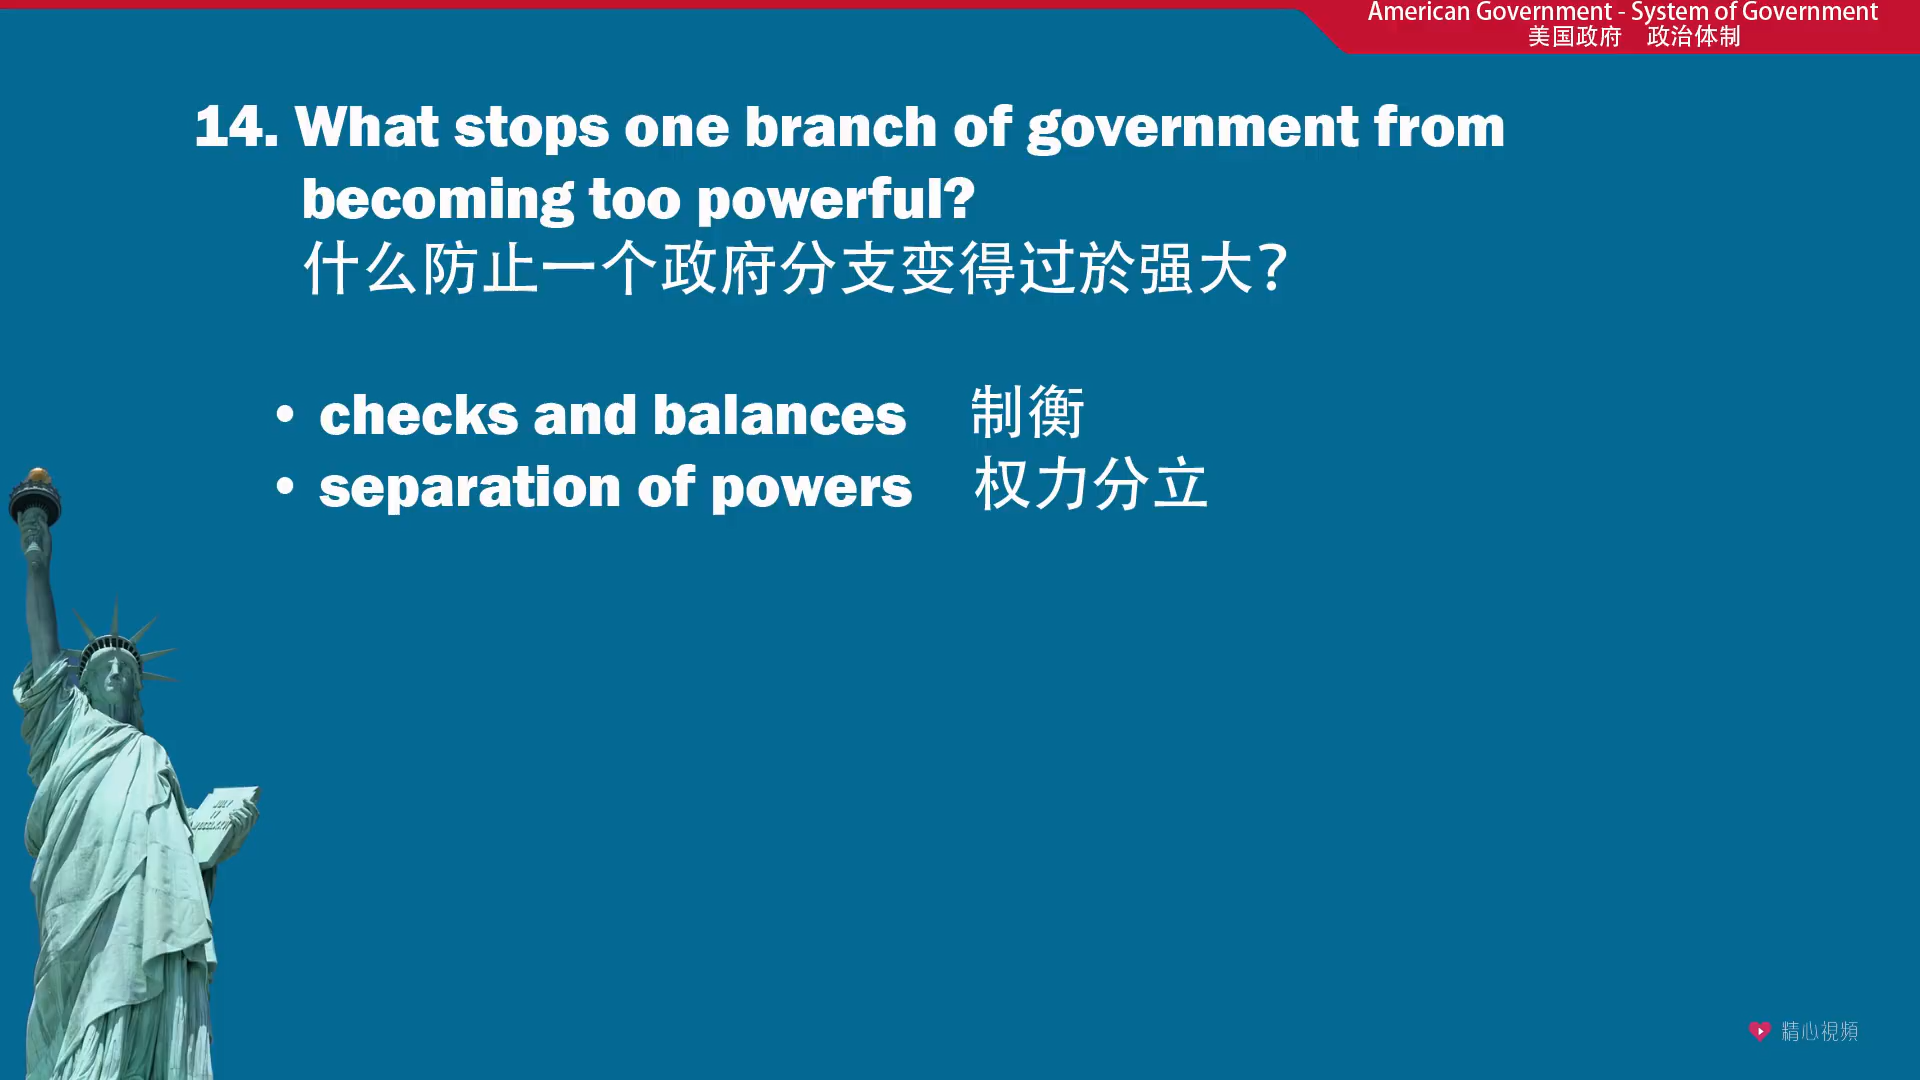 American Government - System of Government
美国政府 政治体制
14. What stops one branch of government from
becoming too powerful?
什么防止一个政府分支变得过於强大?
• checks and balances 制衡
• separation of powers 权力分立
JULY
IV
精心視頻